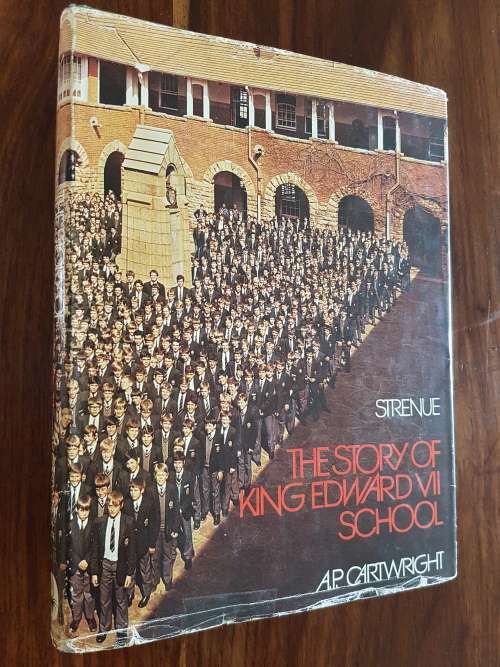 STRENUE
THE STORY OF
KING EDWARD VII
SCHOOL
A.P. CARTWRIGHT